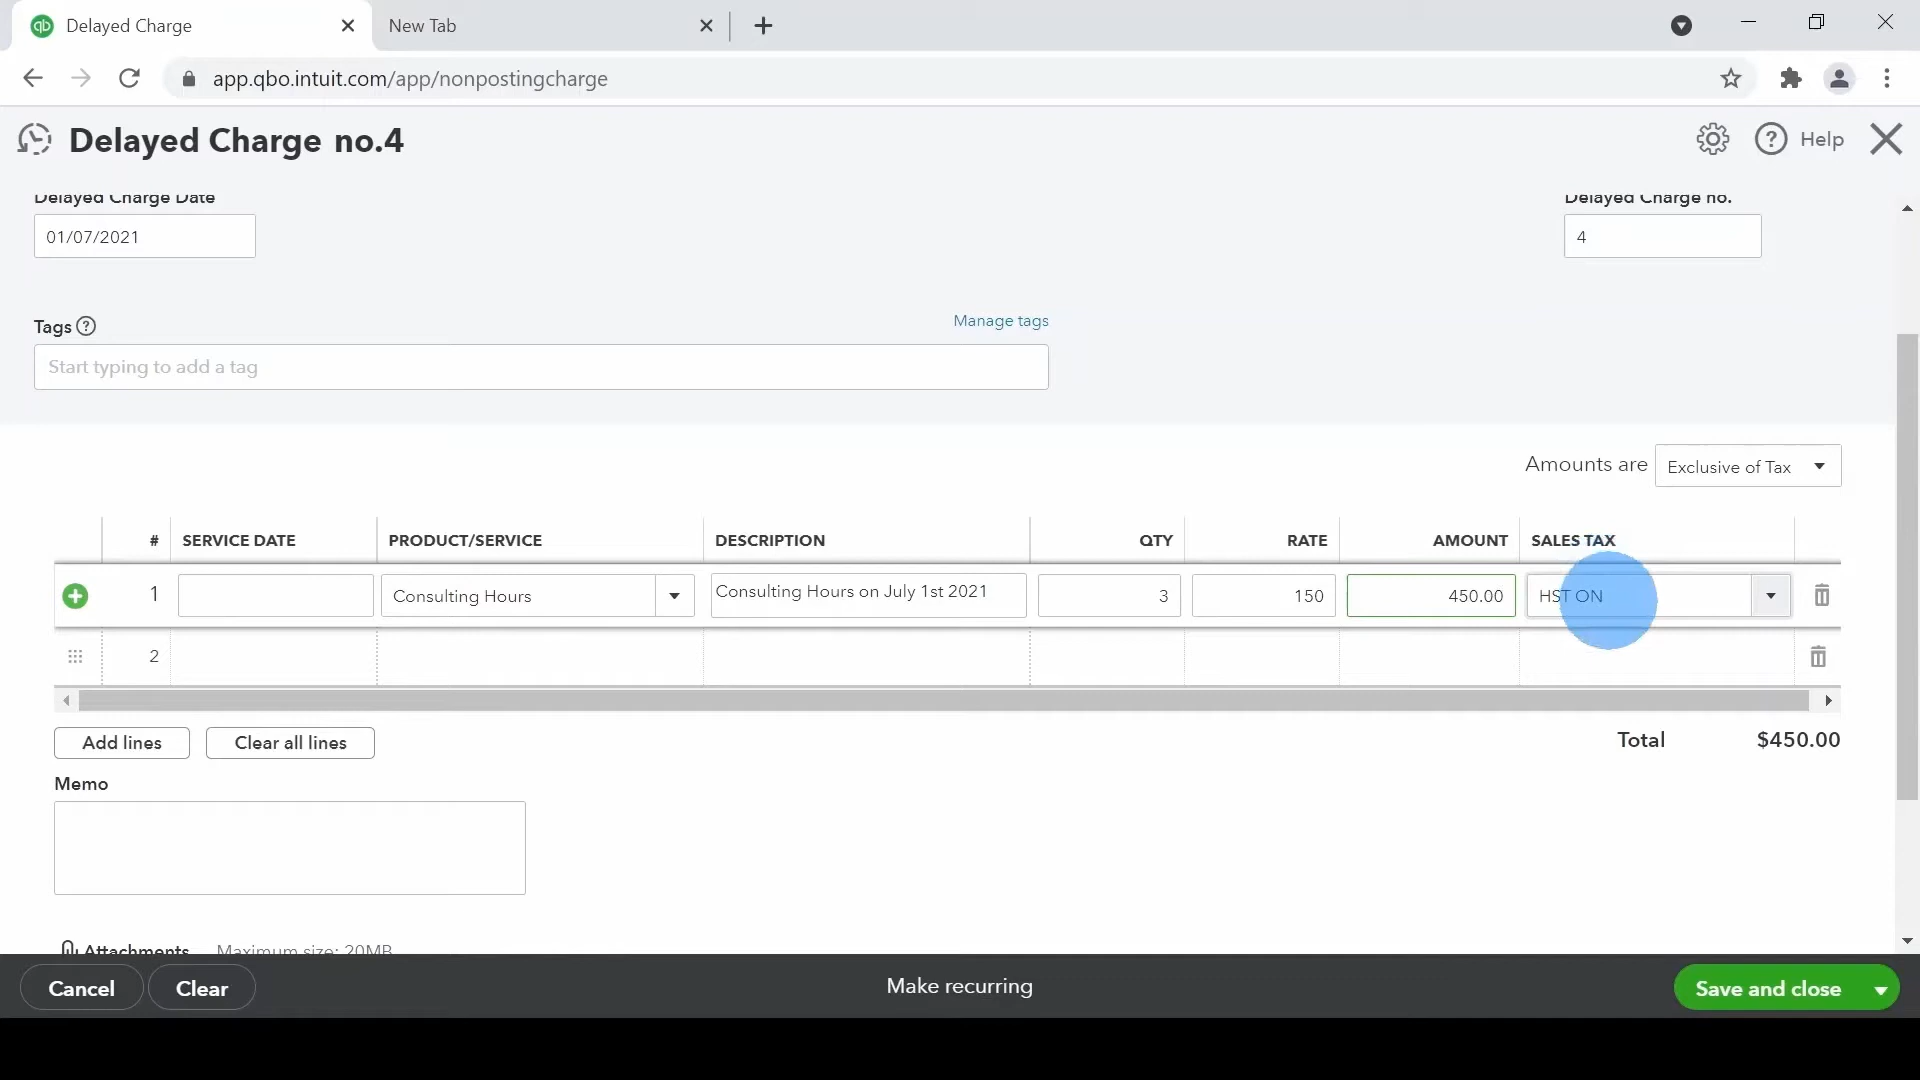 Delayed Charge
New Tab
app.qbo.intuit.com/app/nonpostingcharge
Delayed Charge no.4
Help
Delayed Charge Date
Delayed Charge no.
01/07/2021
4
Tags
Manage tags
Start typing to add a tag
Amounts are
Exclusive of Tax
# SERVICE DATE PRODUCT/SERVICE DESCRIPTION QTY RATE AMOUNT SALES TAX
1 Consulting Hours Consulting Hours on July 1st 2021 3 150 450.00 HST ON
2
Add lines
Clear all lines
Total $450.00
Memo
Attachments Maximum size: 20MB
Cancel
Clear
Make recurring
Save and close